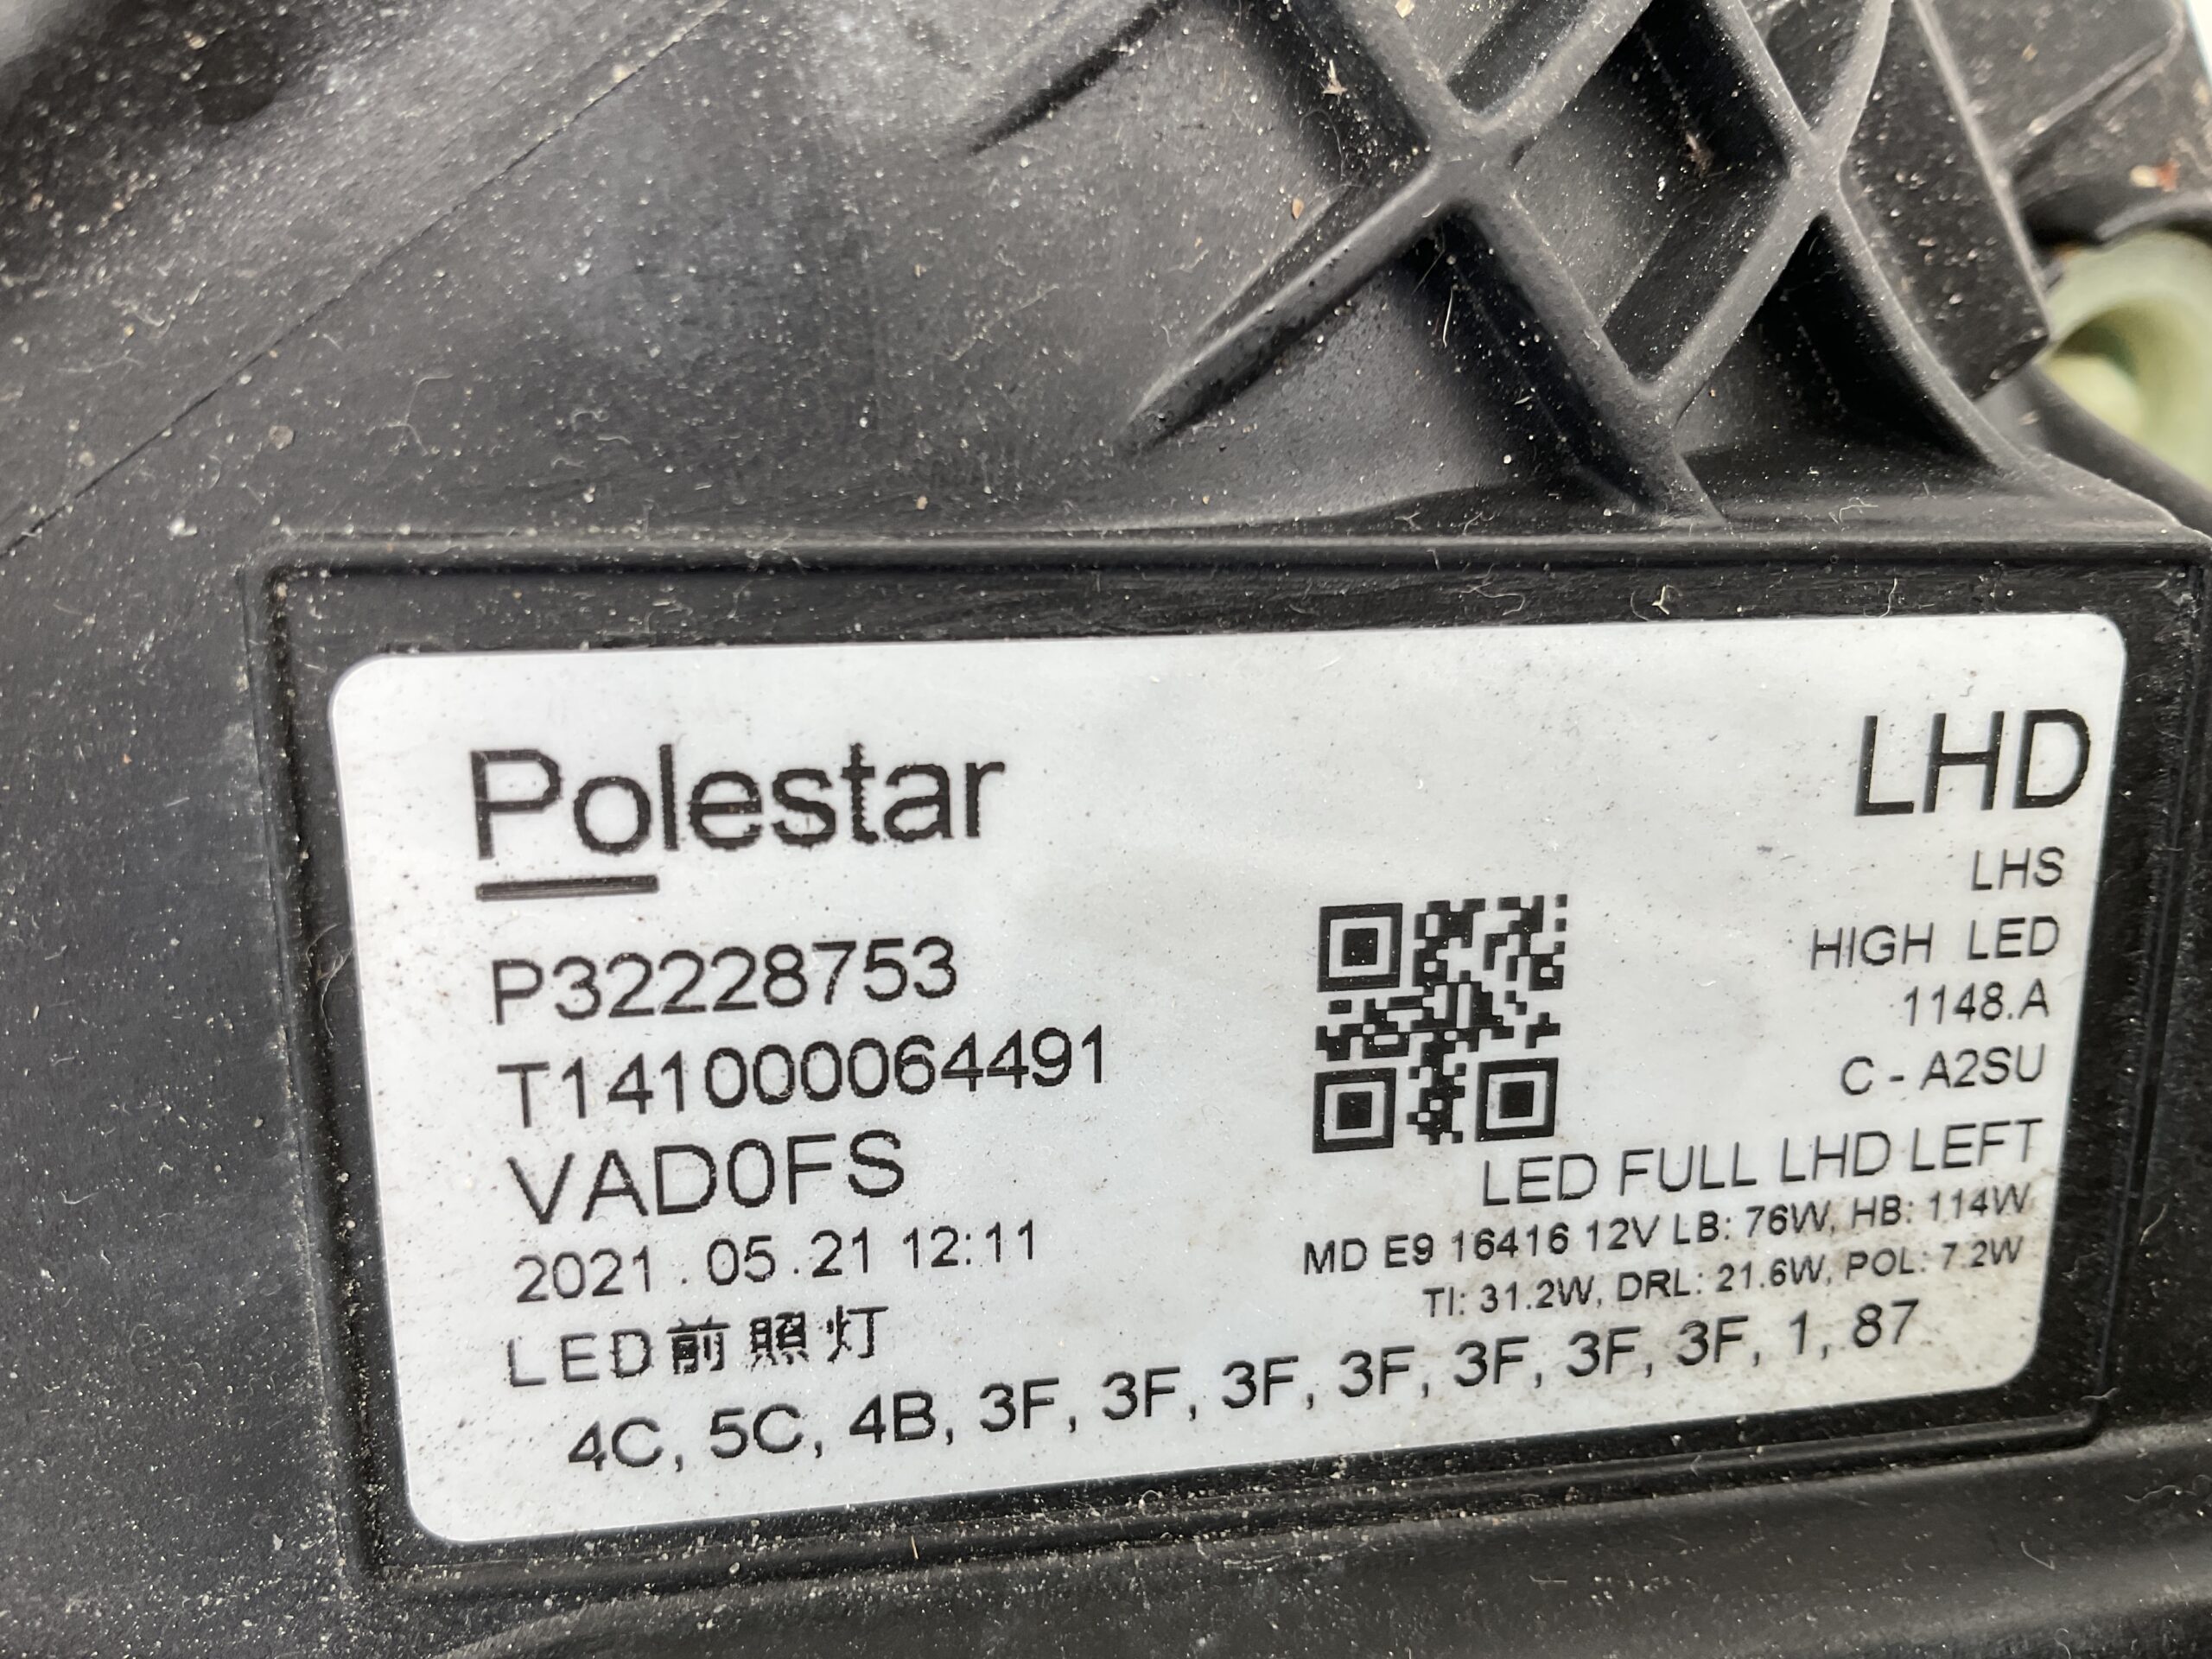 Polestar
LHD
LHS
P32228753
HIGH LED
1148.A
T141000064491
C - A2SU
VAD0FS
LED FULL LHD LEFT
2021.05.21 12:11
MD E9 16416 12V LB: 76W, HB: 114W
TI: 31.2W, DRL: 21.6W, POL: 7.2W
LED前照灯
4C, 5C, 4B, 3F, 3F, 3F, 3F, 3F, 3F, 3F, 1, 87